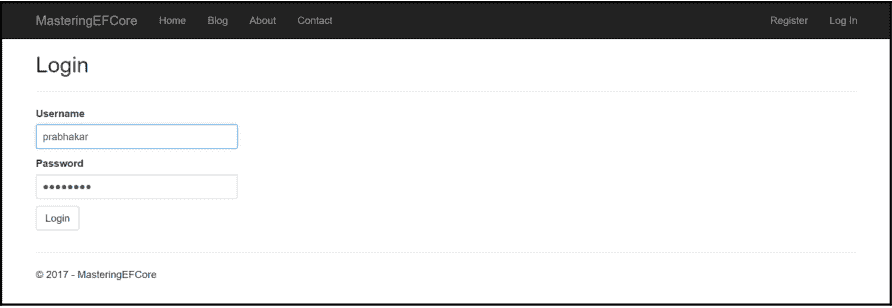 MasteringEFCore Home Blog About Contact Register Log In
Login
Username
prabhakar
Password
••••••••
Login
© 2017 - MasteringEFCore